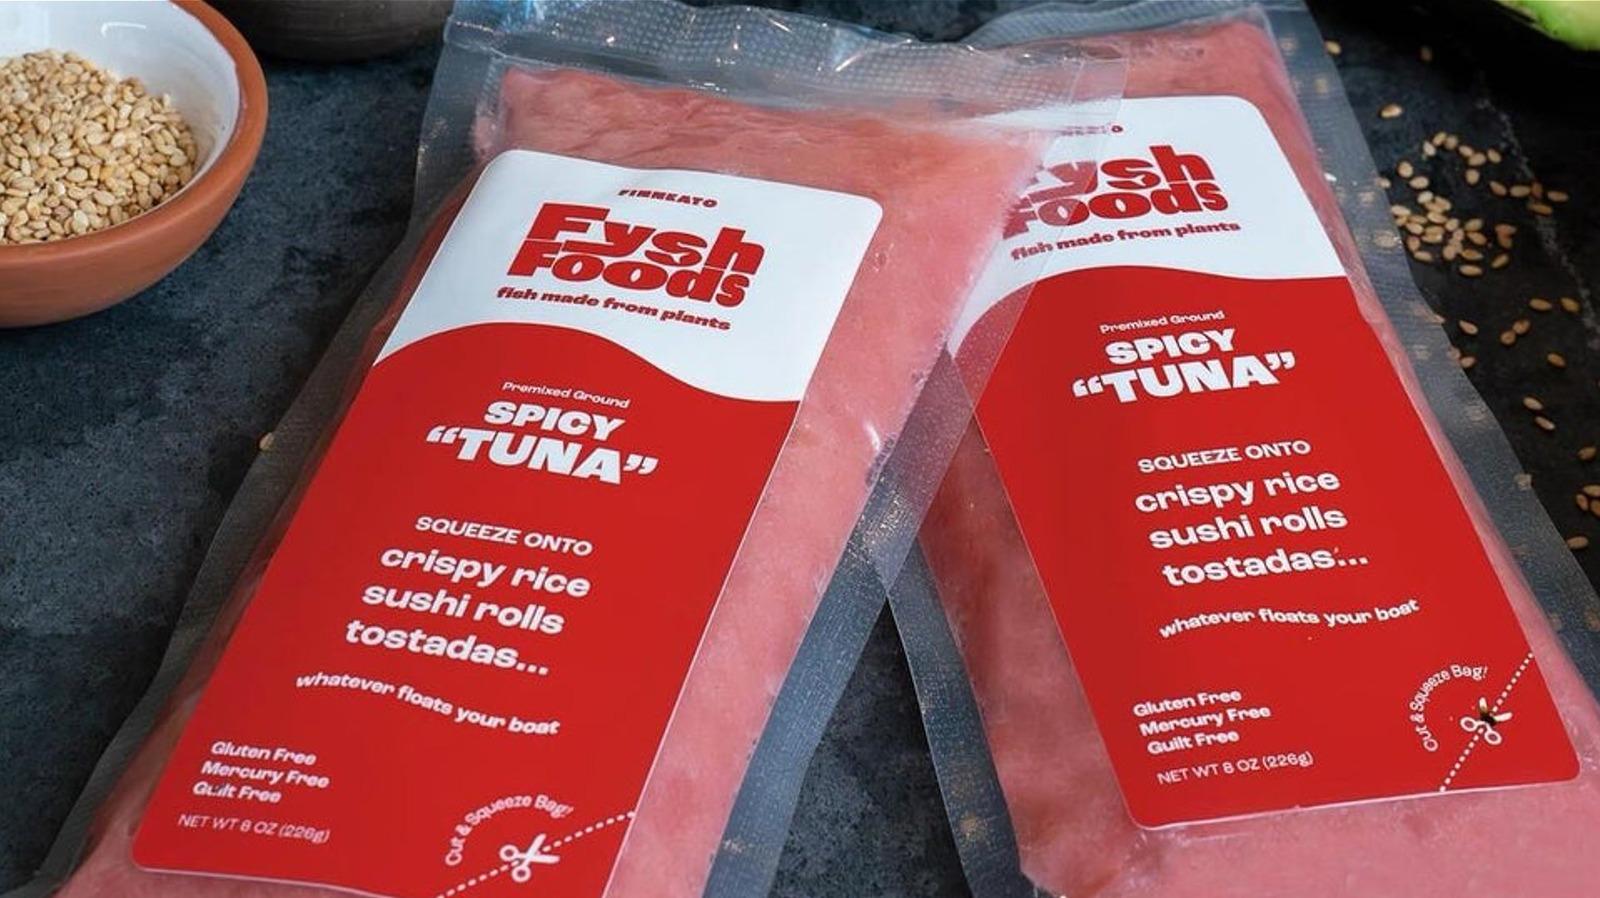 FINNEATO
Fysh
Foods
fish made from plants
Premixed Ground
SPICY
“TUNA”
SQUEEZE ONTO
crispy rice
sushi rolls
tostadas...
whatever floats your boat
Gluten Free
Mercury Free
Guilt Free
NET WT 8 OZ (226g)
Cut & Squeeze Bag!
Fysh
Foods
fish made from plants
Premixed Ground
SPICY
“TUNA”
SQUEEZE ONTO
crispy rice
sushi rolls
tostadas...
whatever floats your boat
Gluten Free
Mercury Free
Guilt Free
NET WT 8 OZ (226g)
Cut & Squeeze Bag!